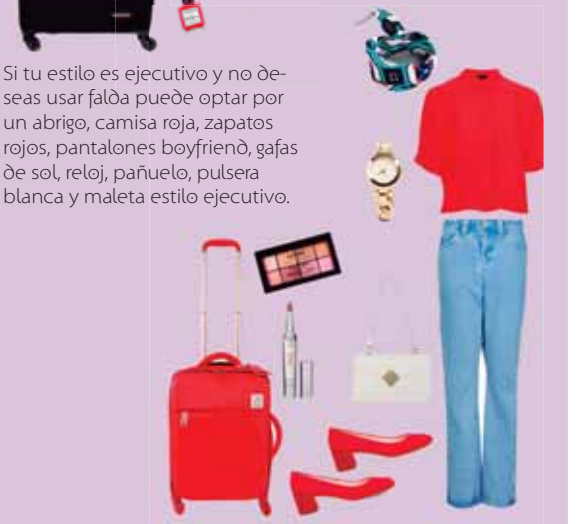 Si tu estilo es ejecutivo y no de-
seas usar falda puede optar por
un abrigo, camisa roja, zapatos
rojos, pantalones boyfriend, gafas
de sol, reloj, pañuelo, pulsera
blanca y maleta estilo ejecutivo.